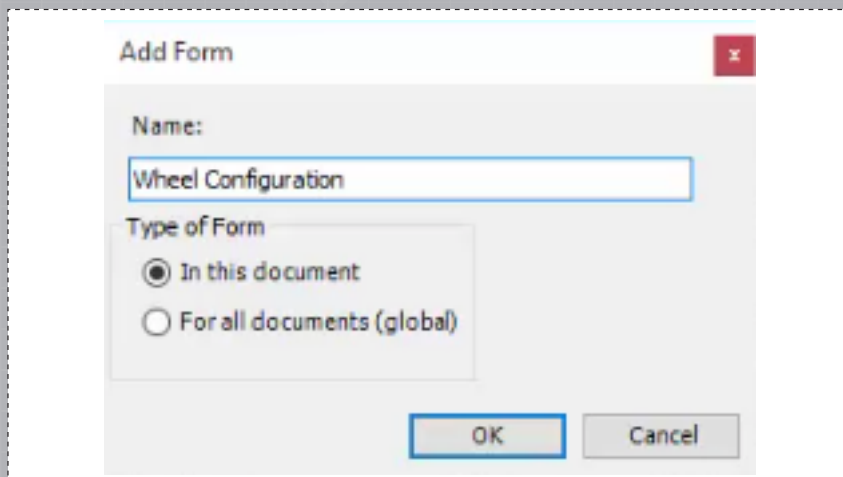 Add Form
x
Name:
Wheel Configuration
Type of Form
In this document
For all documents (global)
OK
Cancel